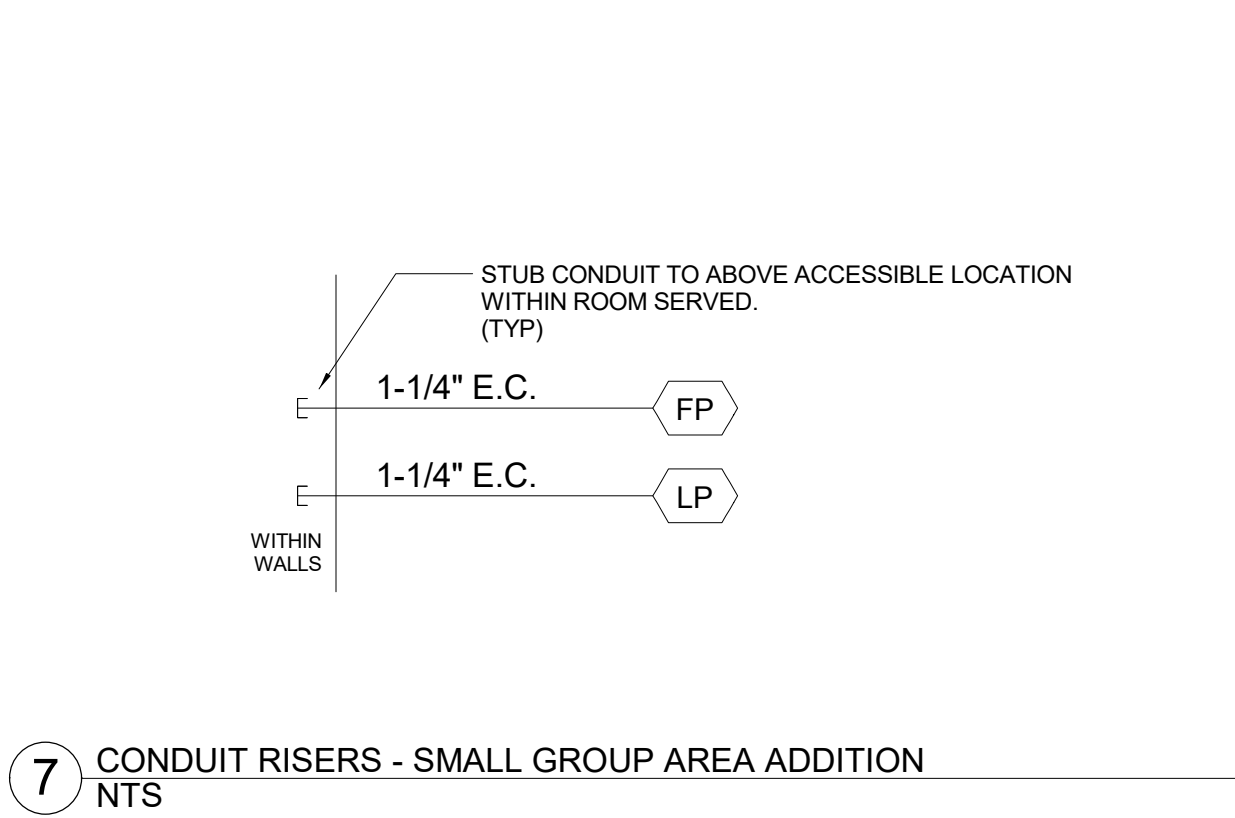 STUB CONDUIT TO ABOVE ACCESSIBLE LOCATION
WITHIN ROOM SERVED.
(TYP)
1-1/4" E.C.
FP
1-1/4" E.C.
LP
WITHIN
WALLS
7
CONDUIT RISERS - SMALL GROUP AREA ADDITION
NTS